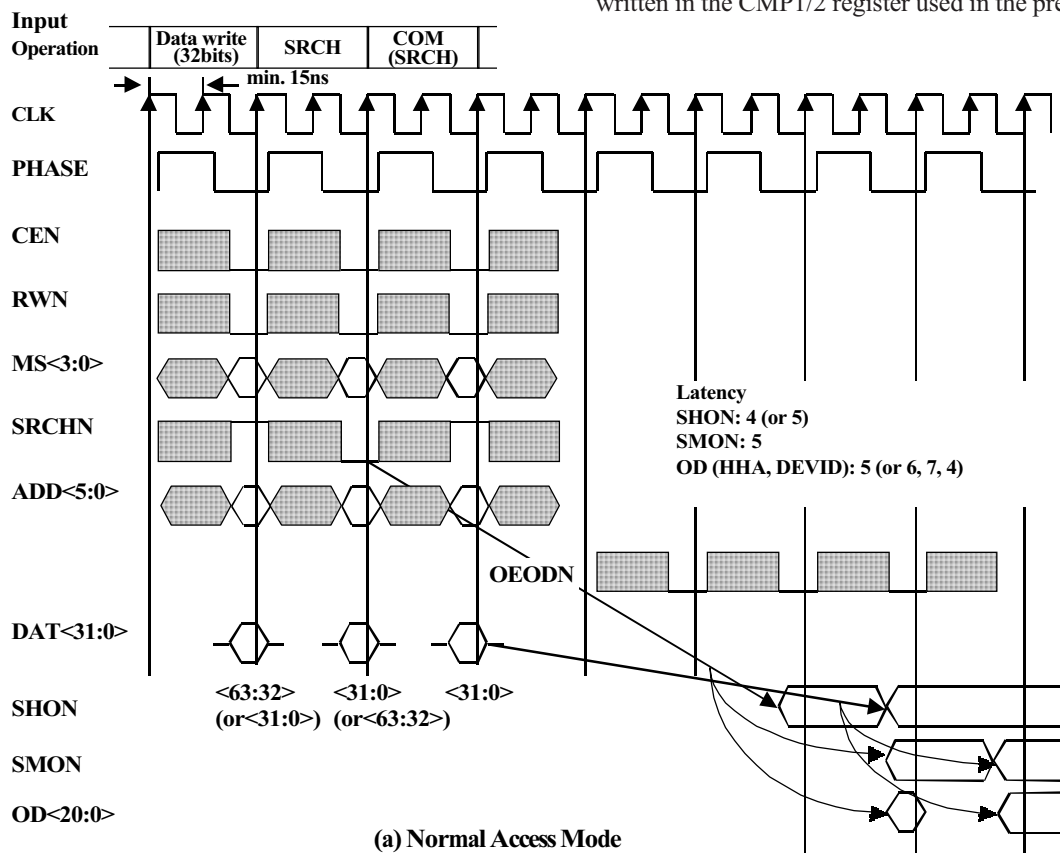 written in the CMP1/2 register used in the pre
Input
Operation
Data write
(32bits)
SRCH
COM
(SRCH)
min. 15ns
CLK
PHASE
CEN
RWN
MS<3:0>
Latency
SHON: 4 (or 5)
SMON: 5
OD (HHA, DEVID): 5 (or 6, 7, 4)
SRCHN
ADD<5:0>
OEODN
DAT<31:0>
<63:32>
(or<31:0>)
<31:0>
(or<63:32>)
<31:0>
SHON
SMON
OD<20:0>
(a) Normal Access Mode